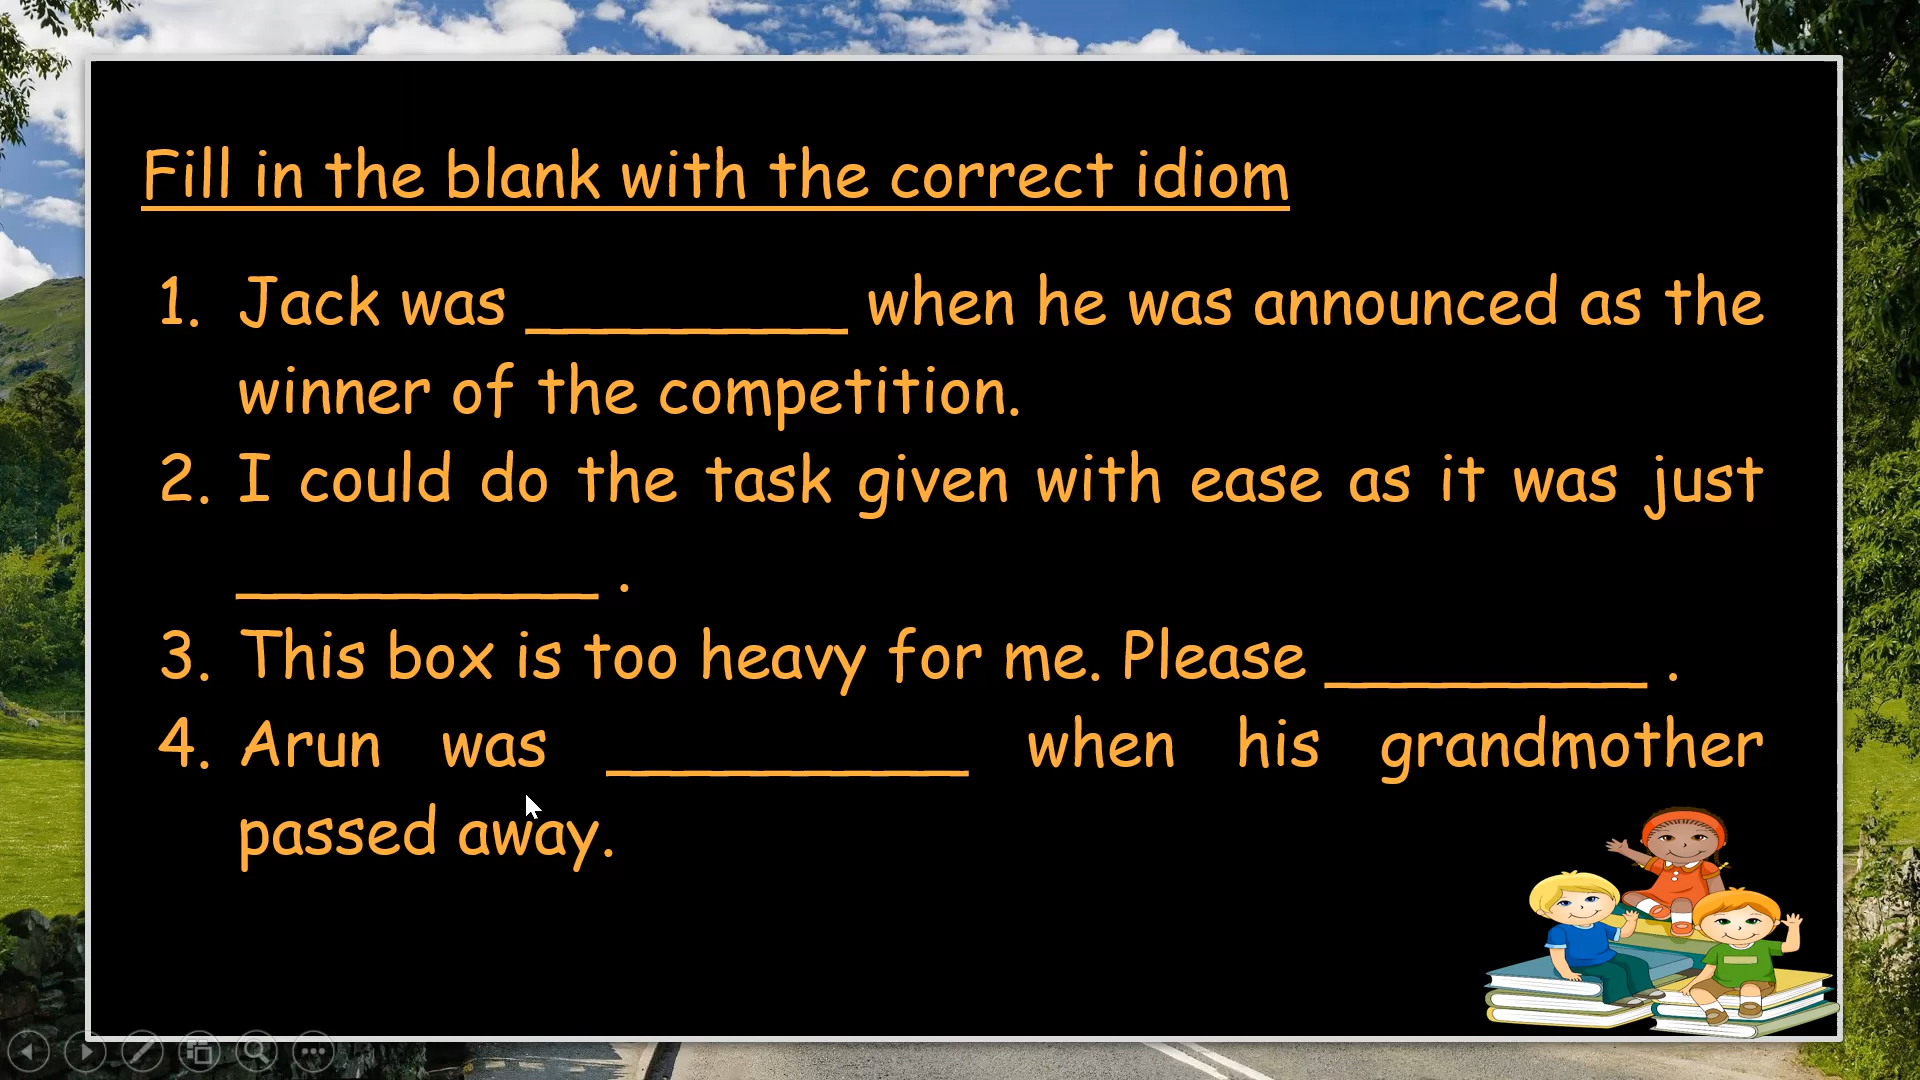 Fill in the blank with the correct idiom
1. Jack was ________ when he was announced as the
winner of the competition.
2. I could do the task given with ease as it was just
_________ .
3. This box is too heavy for me. Please ________ .
4. Arun was _________ when his grandmother
passed away.